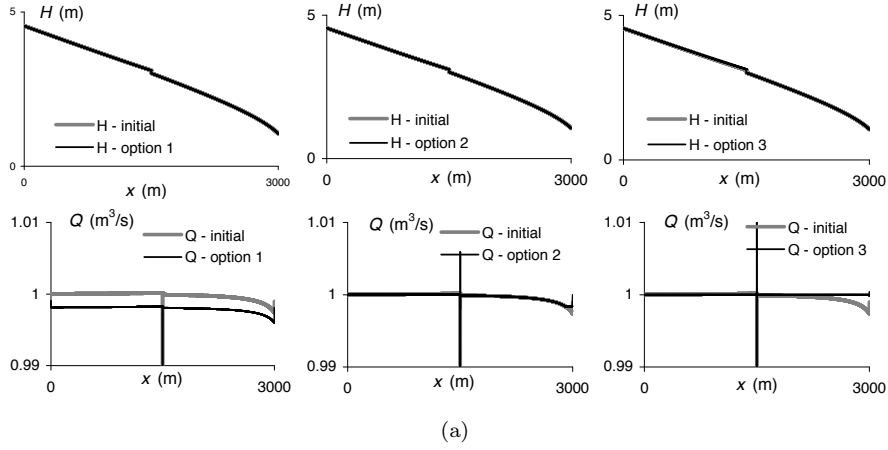 H (m)
5
H - initial
H - option 1
0
0
3000
x (m)
H (m)
5
H - initial
H - option 2
0
0
3000
x (m)
H (m)
5
H - initial
H - option 3
0
0
3000
x (m)
Q (m³/s)
1.01
Q - initial
Q - option 1
1
0.99
0
3000
x (m)
Q (m³/s)
1.01
Q - initial
Q - option 2
1
0.99
0
3000
x (m)
Q (m³/s)
1.01
Q - initial
Q - option 3
1
0.99
0
3000
x (m)
(a)